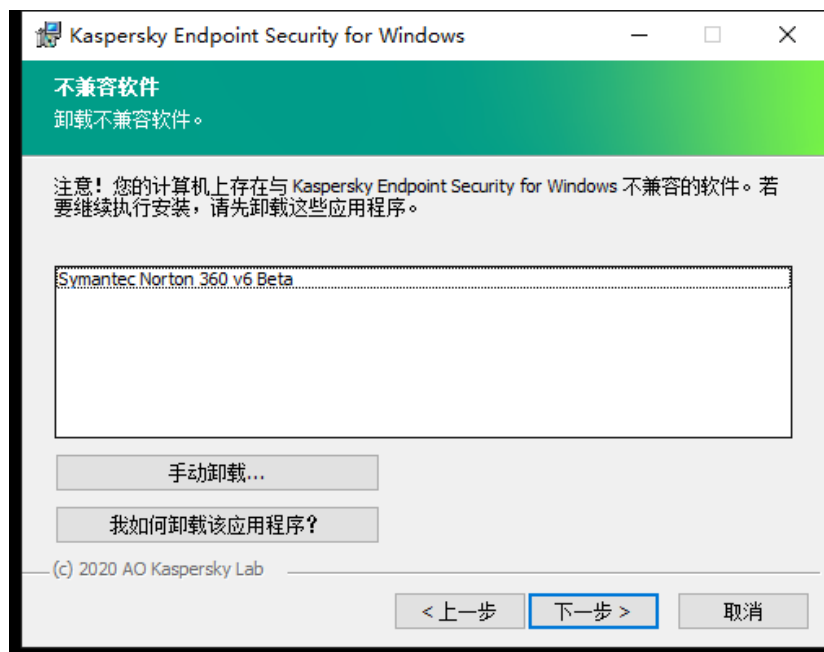 Kaspersky Endpoint Security for Windows
不兼容软件
卸载不兼容软件。
注意！您的计算机上存在与 Kaspersky Endpoint Security for Windows 不兼容的软件。若
要继续执行安装，请先卸载这些应用程序。
Symantec Norton 360 v6 Beta
手动卸载...
我如何卸载该应用程序？
(c) 2020 AO Kaspersky Lab
<上一步 下一步 > 取消